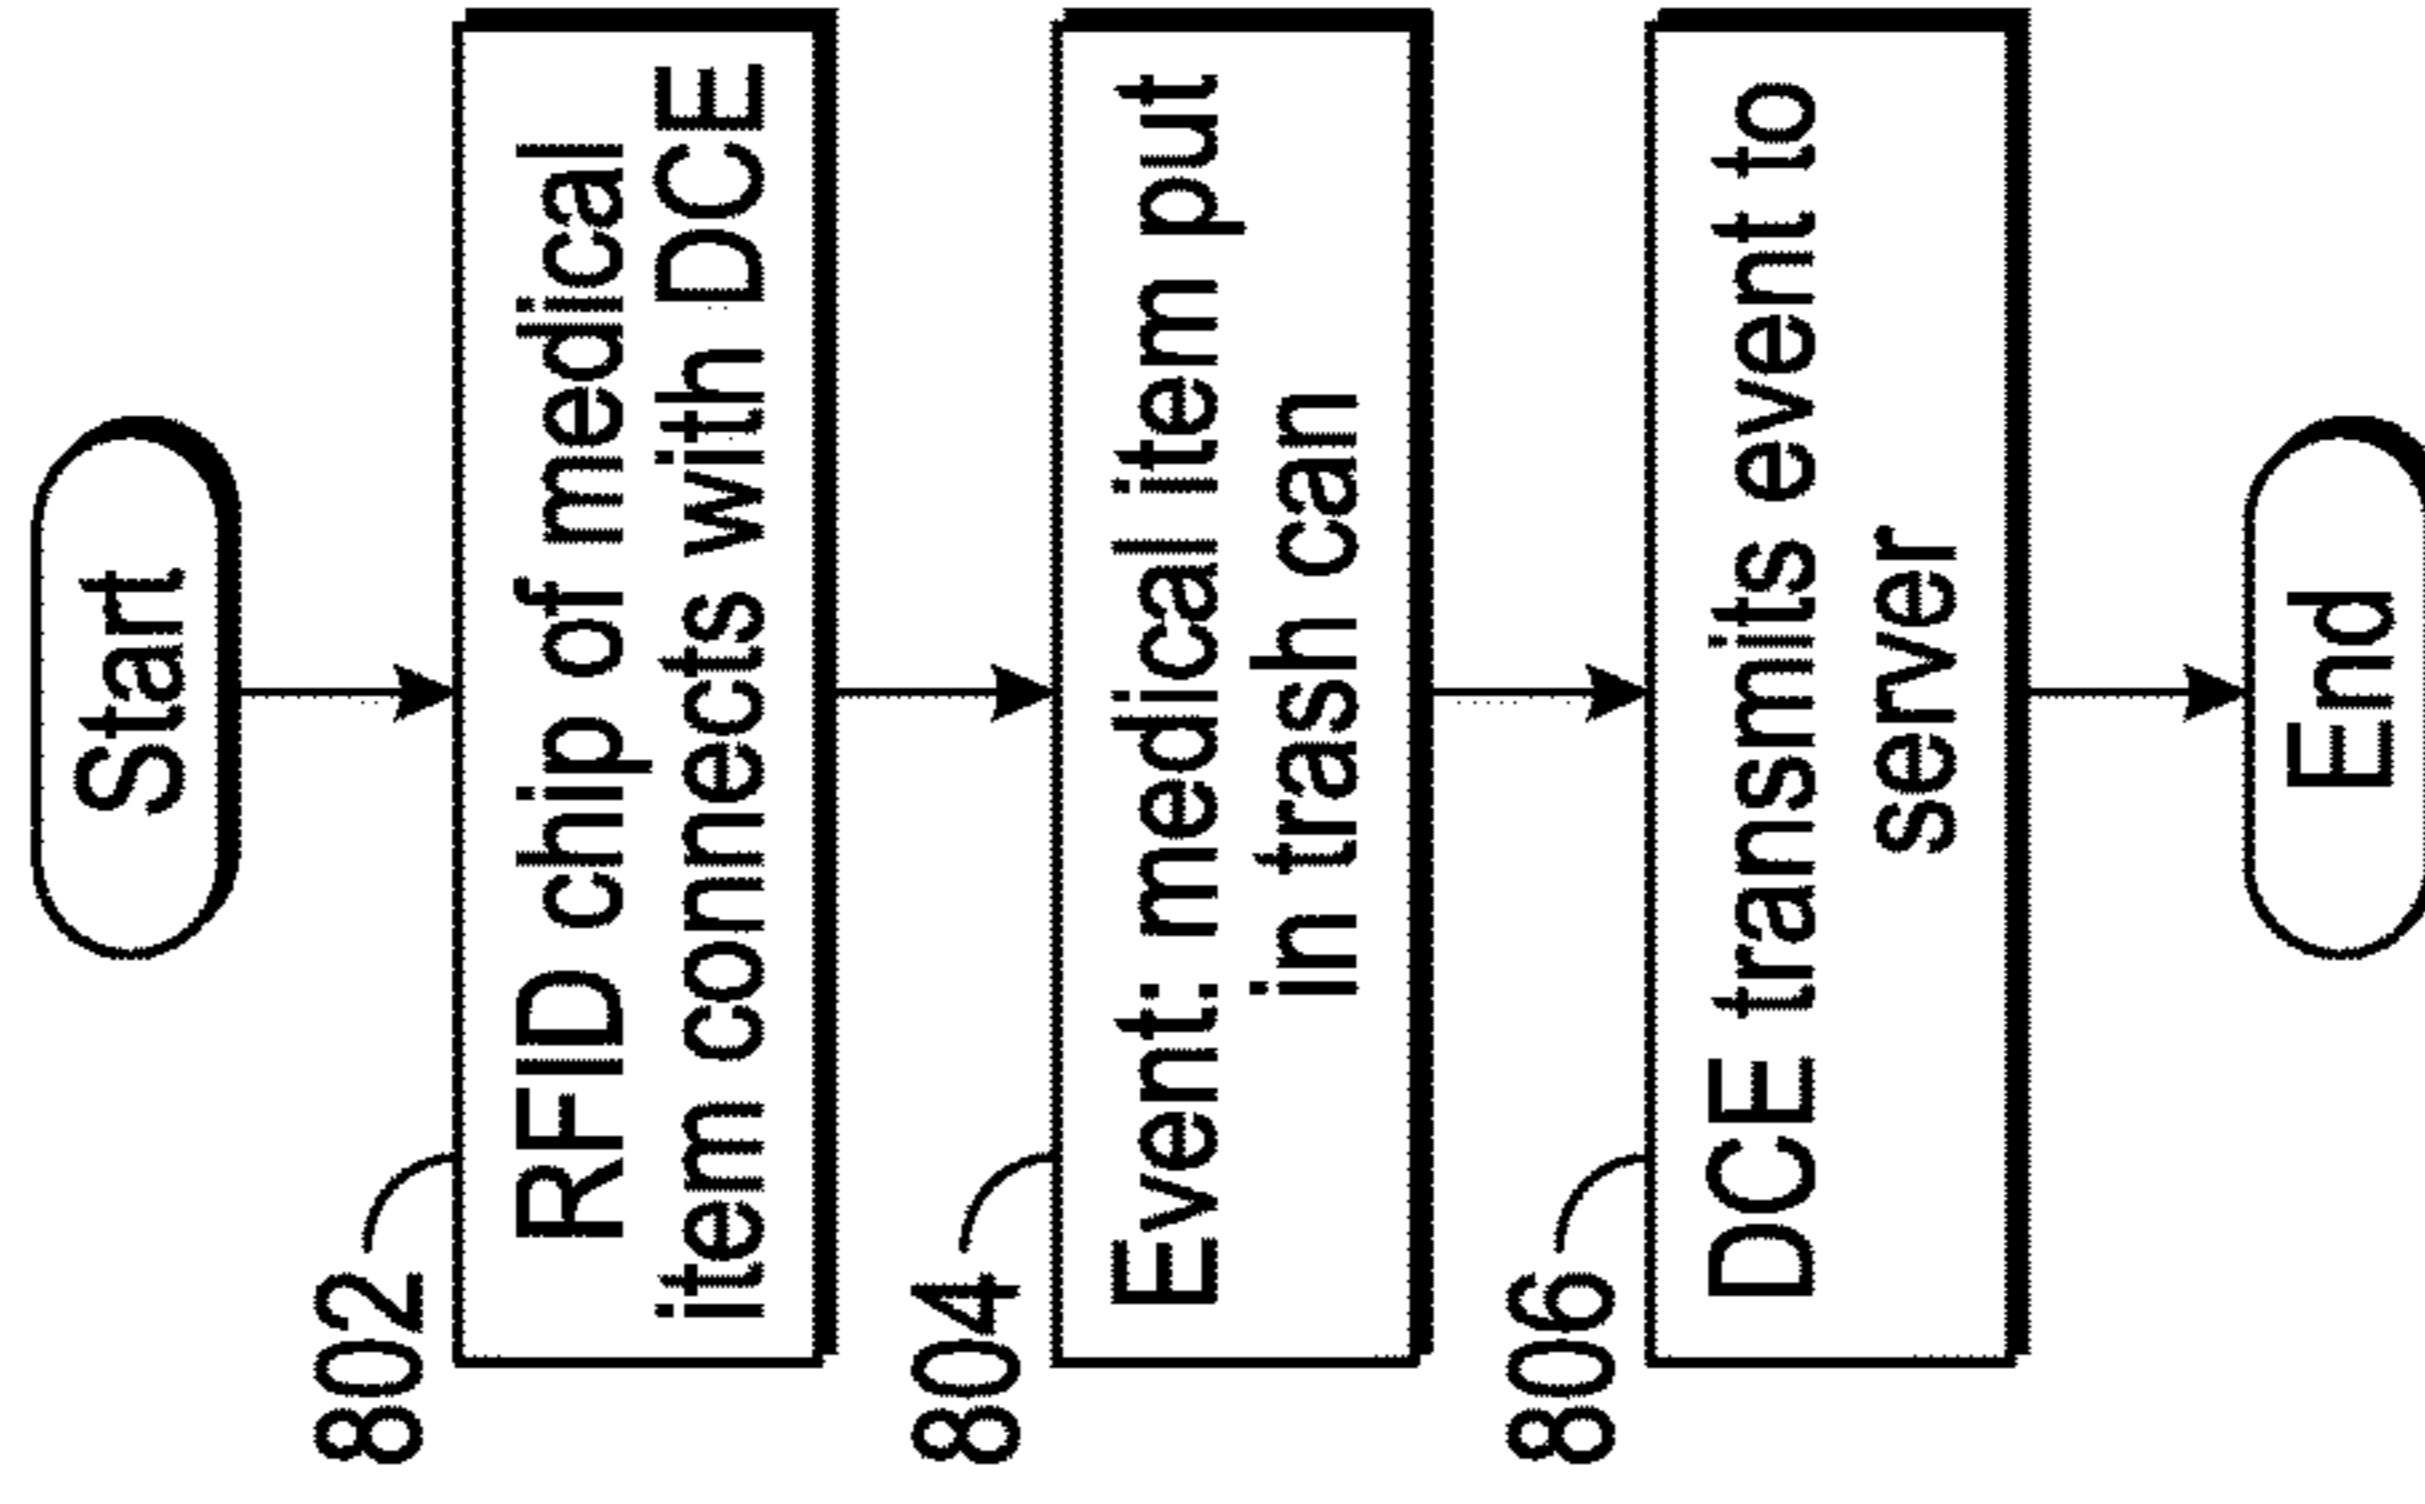 Start
802
RFID chip of medical
item connects with DCE
804
Event: medical item put
in trash can
806
DCE transmits event to
server
End